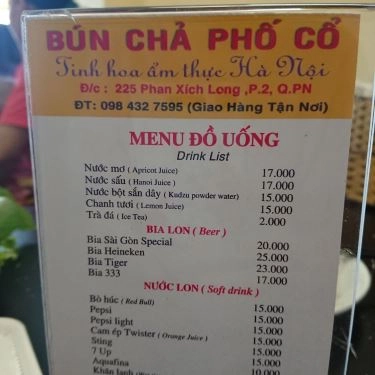 BÚN CHẢ PHỐ CỔ
Tinh hoa ẩm thực Hà Nội
Đ/c : 225 Phan Xích Long ,P.2, Q.PN
ĐT: 098 432 7595 (Giao Hàng Tận Nơi)
MENU ĐỒ UỐNG
Drink List
Nước mơ ( Apricot Juice) 17.000
Nước sấu ( Hanoi Juice ) 17.000
Nước bột sắn dây ( Kudzu powder water) 15.000
Chanh tươi ( Lemon Juice) 15.000
Trà đá ( Ice Tea) 2.000
BIA LON ( Beer )
Bia Sài Gòn Special 20.000
Bia Heineken 25.000
Bia Tiger 23.000
Bia 333 17.000
NƯỚC LON ( Soft drink )
Bò húc ( Red Bull) 15.000
Pepsi 15.000
Pepsi light 15.000
Cam ép Twister ( Orange Juice ) 15.000
Sting 15.000
7 Up 15.000
Aquafina 10.000
Khăn lạnh